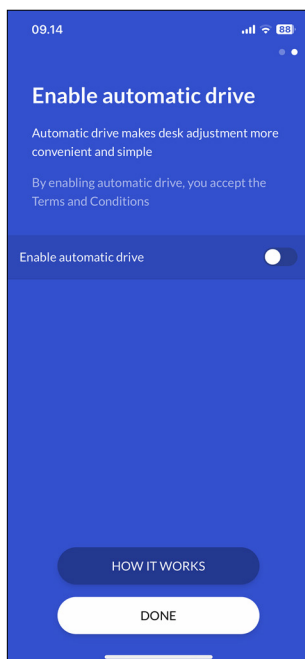 09.14
88
Enable automatic drive
Automatic drive makes desk adjustment more
convenient and simple
By enabling automatic drive, you accept the
Terms and Conditions
Enable automatic drive
HOW IT WORKS
DONE